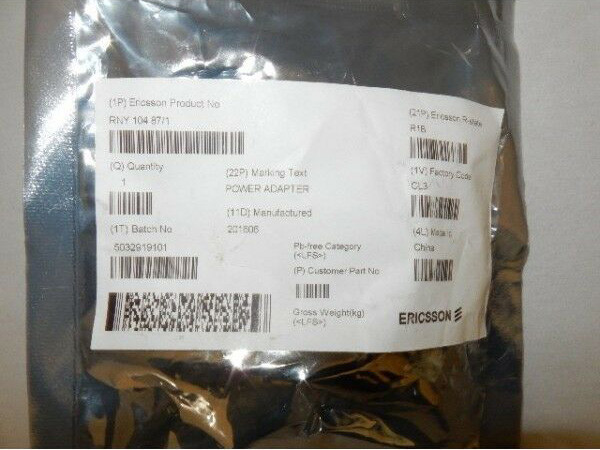 (1P) Ericsson Product No
RNY 104 87/1
(21P) Ericsson R-state
R1B
(Q) Quantity
1
(22P) Marking Text
POWER ADAPTER
(1V) Factory Code
CL3
(11D) Manufactured
201606
(1T) Batch No
5032919101
(4L) Made in
China
Pb-free Category
(<LFS>)
(P) Customer Part No
Gross Weight(kg)
(<LFS>)
ERICSSON